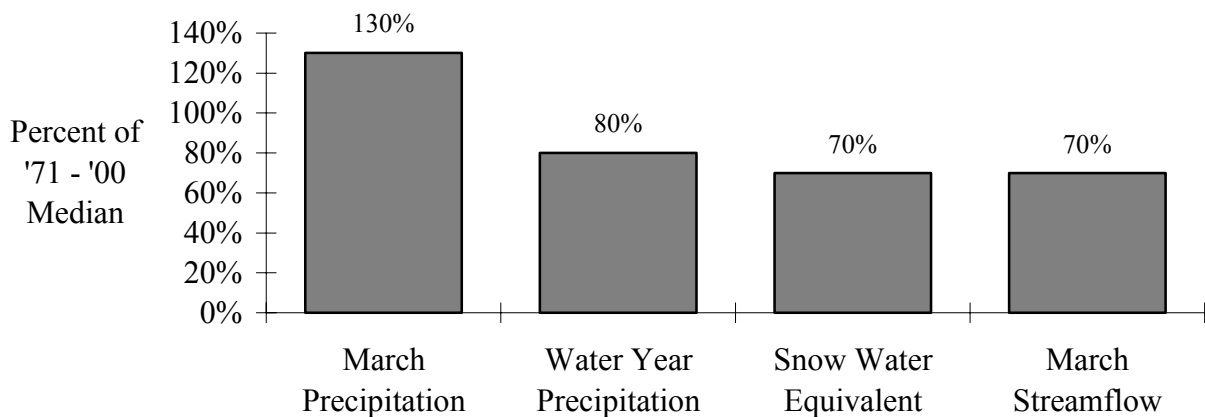 130%
140%
120%
100%
80%
60%
40%
20%
0%
Percent of
'71 - '00
Median
80%
70%
70%
March
Precipitation
Water Year
Precipitation
Snow Water
Equivalent
March
Streamflow